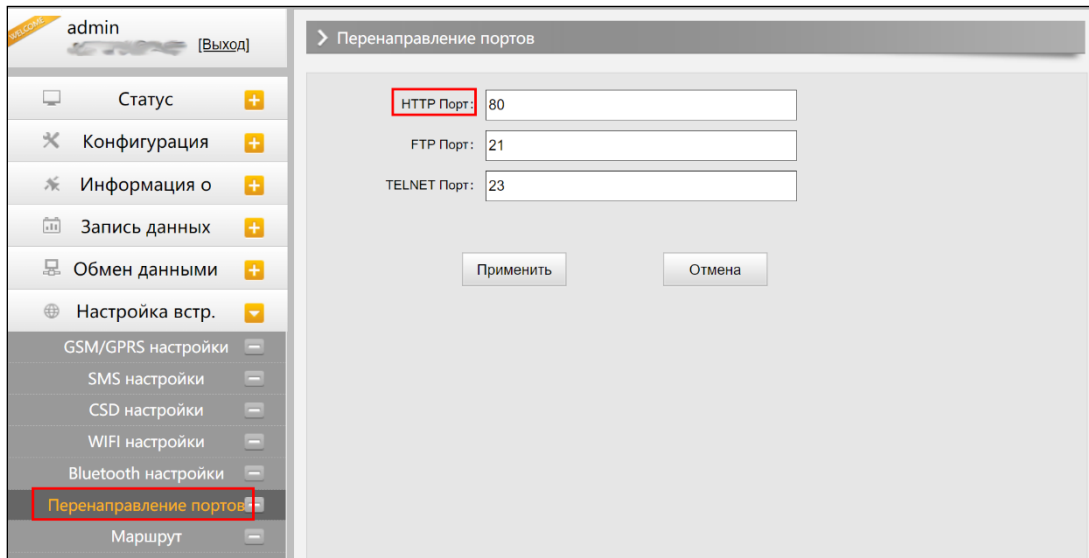 WELCOME
admin
[Выход]
Статус
Конфигурация
Информация о
Запись данных
Обмен данными
Настройка встр.
GSM/GPRS настройки
SMS настройки
CSD настройки
WIFI настройки
Bluetooth настройки
Перенаправление портов
Маршрут
Перенаправление портов
HTTP Порт: 80
FTP Порт: 21
TELNET Порт: 23
Применить Отмена